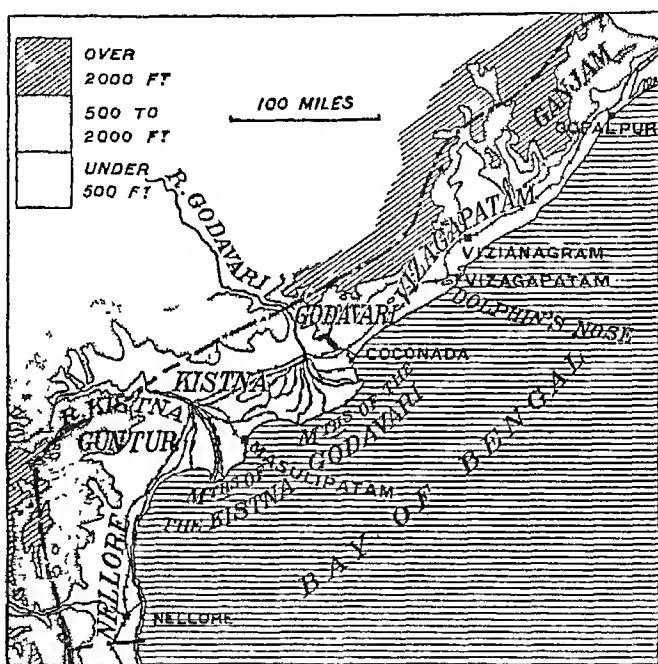 OVER
2000 FT
500 TO
2000 FT
UNDER
500 FT
100 MILES
GANJAM
GOPALPUR
R. GODAVARI
VIZAGAPATAM
VIZIANAGRAM
VIZAGAPATAM
DOLPHIN'S NOSE
GODAVARI
COCONADA
KISTNA
R. KISTNA
GUNTUR
MTHS OF THE
GODAVARI
MASULIPATAM
MTHS OF
THE KISTNA
BAY OF BENGAL
NELLORE
NELLORE
A